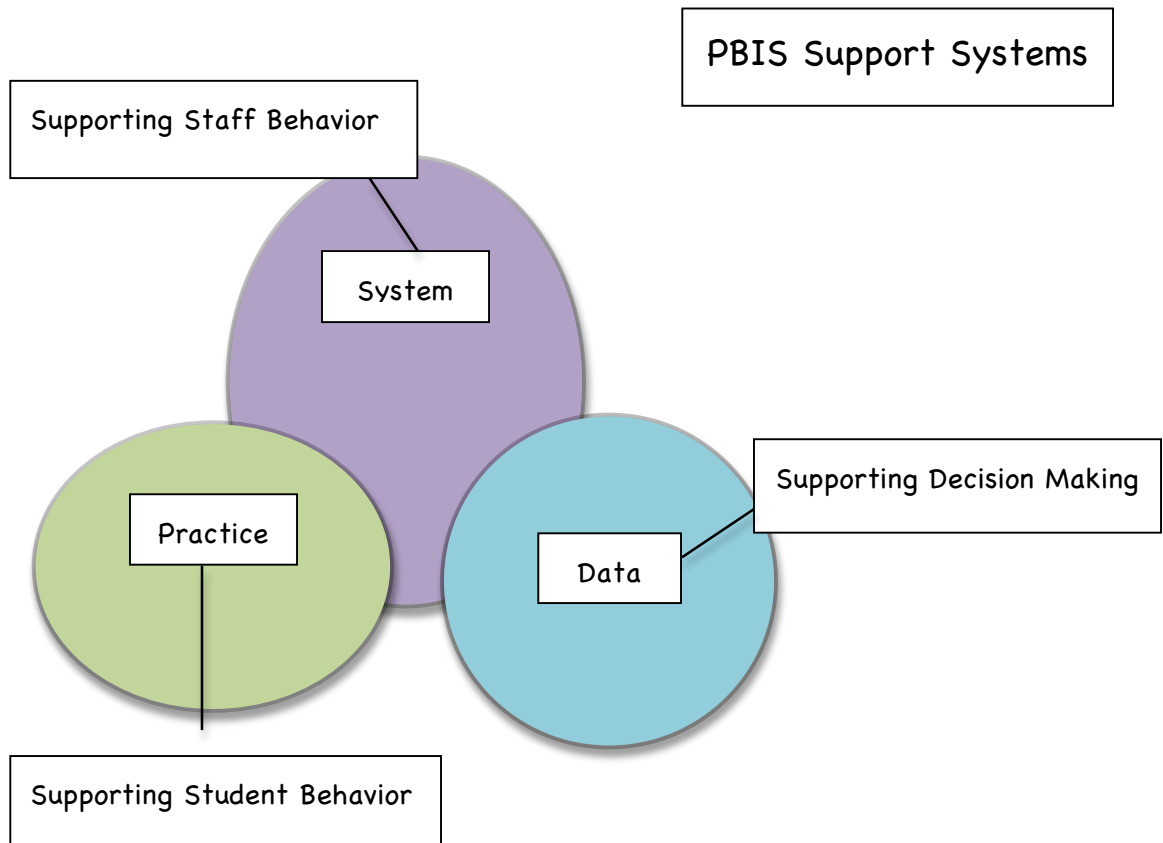 PBIS Support Systems
Supporting Staff Behavior
System
Supporting Decision Making
Practice
Data
Supporting Student Behavior